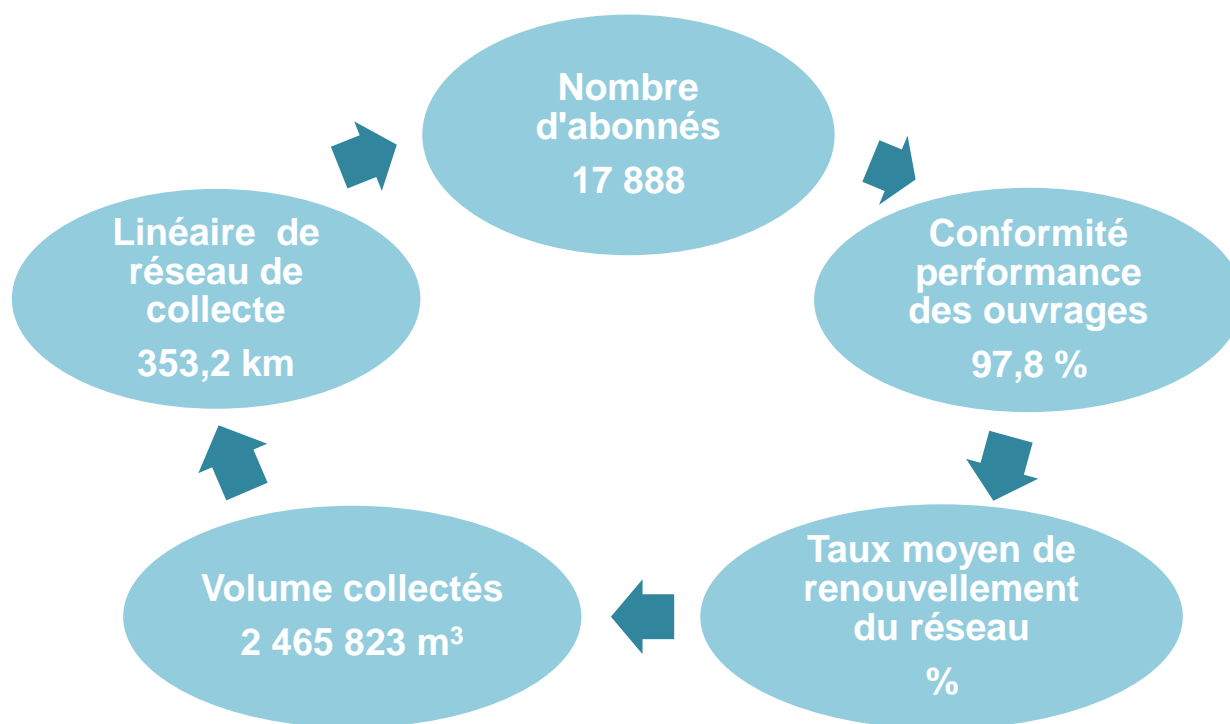 Nombre
d'abonnés
17 888
Conformité
performance
des ouvrages
97,8 %
Taux moyen de
renouvellement
du réseau
%
Volume collectés
2 465 823 m³
Linéaire de
réseau de
collecte
353,2 km